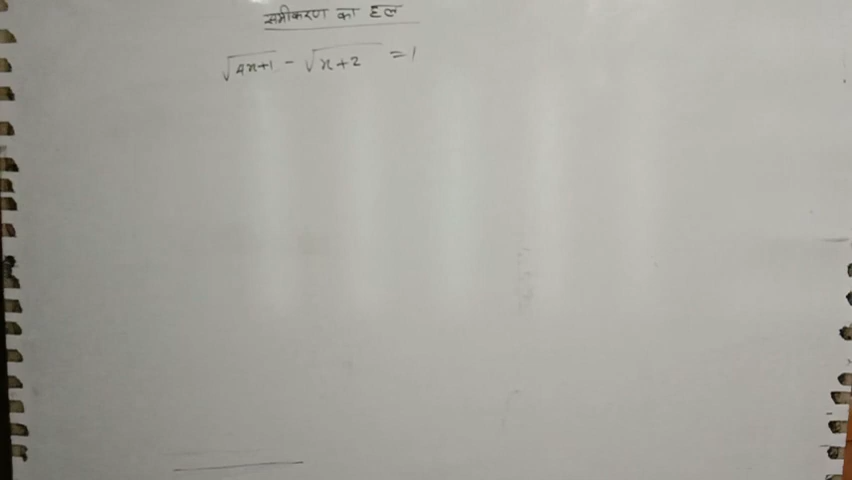 समीकरण का हल
√4x+1 - √x+2 = 1